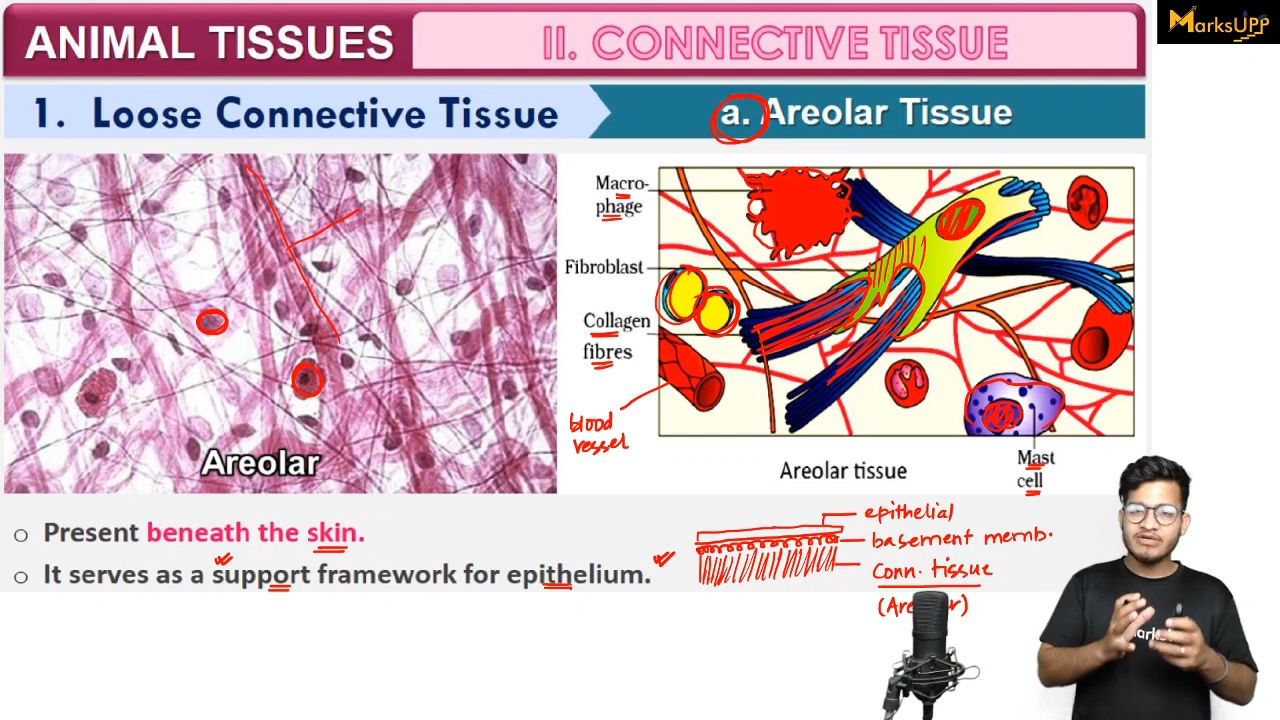 ANIMAL TISSUES
II. CONNECTIVE TISSUE
MarksUPP
1. Loose Connective Tissue
a. Areolar Tissue
Macro-
phage
Fibroblast
Collagen
fibres
blood
vessel
Areolar
Areolar tissue
Mast
cell
○ Present beneath the skin.
○ It serves as a support framework for epithelium.
epithelial
basement memb.
Conn. tissue